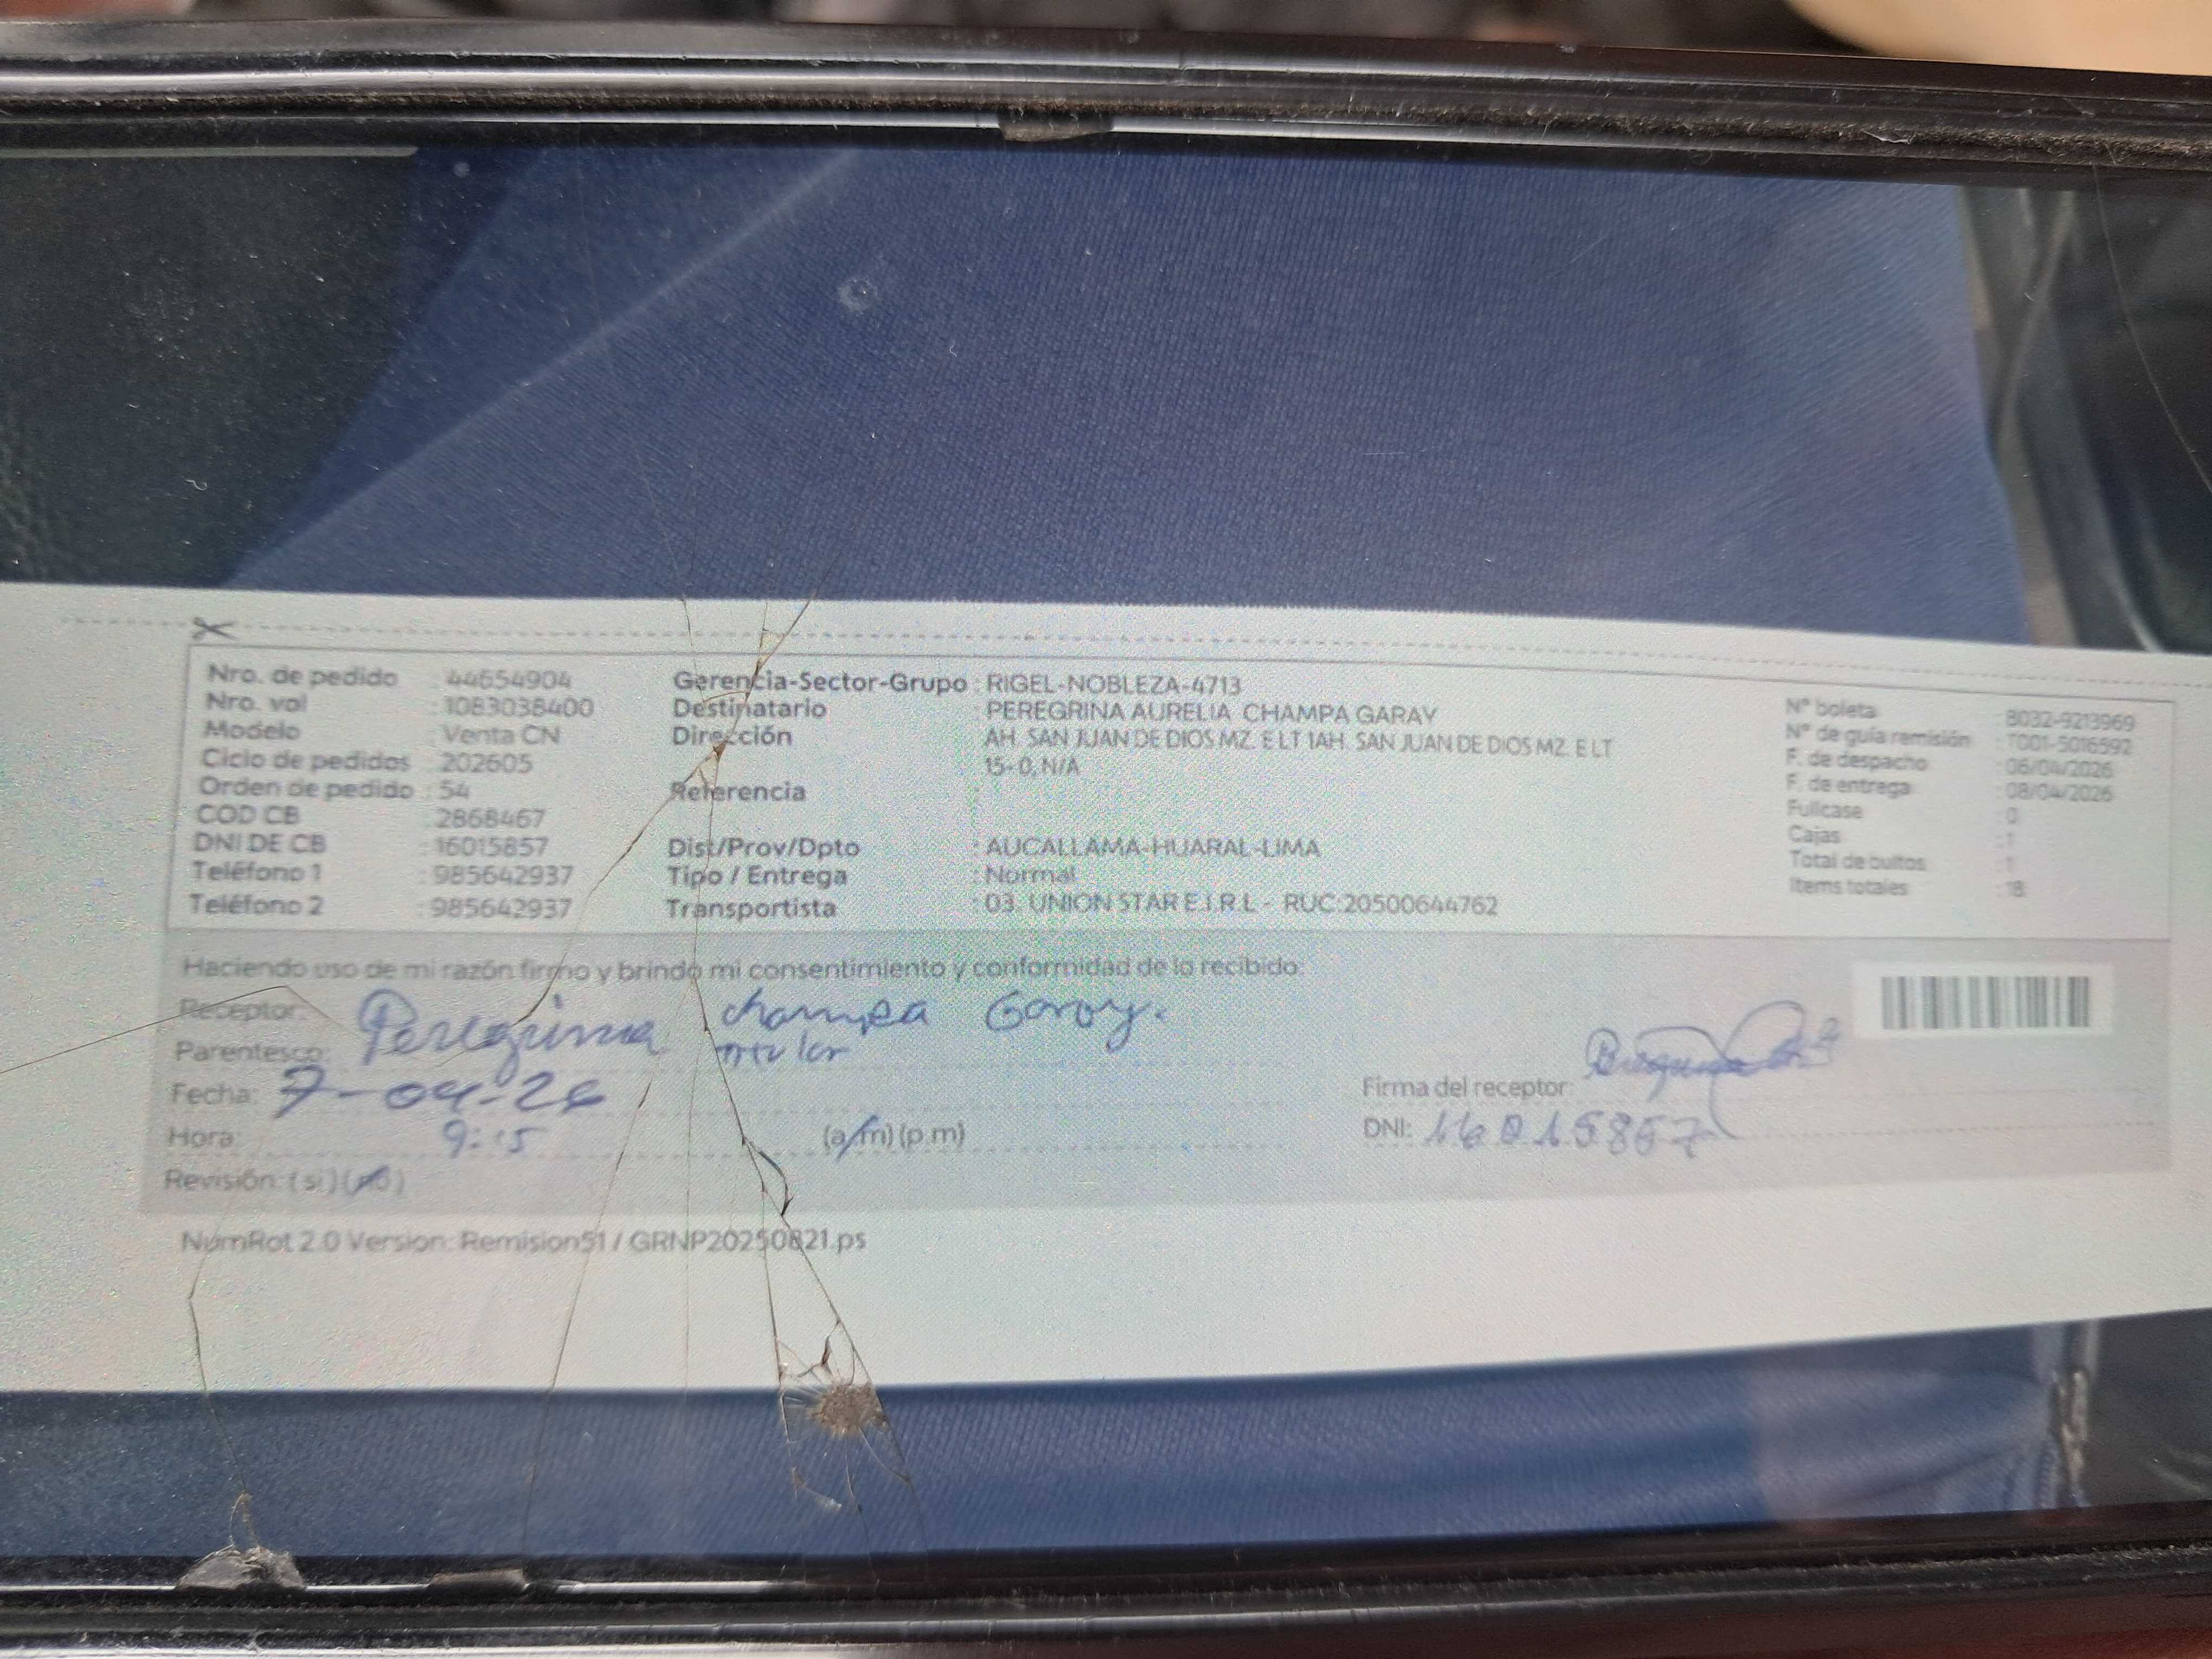 Nro. de pedido : 44654904
Nro. vol : 1083038400
Modelo : Venta CN
Ciclo de pedidos : 202605
Orden de pedido : 54
COD CB : 2868467
DNI DE CB : 16015857
Teléfono 1 : 985642937
Teléfono 2 : 985642937
Gerencia-Sector-Grupo : RIGEL-NOBLEZA-4713
Destinatario : PEREGRINA AURELIA CHAMPA GARAY
Dirección : AH. SAN JUAN DE DIOS MZ. E LT 1AH. SAN JUAN DE DIOS MZ. E LT
15-0, N/A
Referencia
Dist/Prov/Dpto : AUCALLAMA-HUARAL-LIMA
Tipo / Entrega : Normal
Transportista : 03. UNION STAR E.I.R.L - RUC:20500644762
N° boleta : B032-9213969
N° de guía remisión : T001-5016592
F. de despacho : 06/04/2026
F. de entrega : 08/04/2026
Fullcase : 0
Cajas : 1
Total de bultos : 1
Items totales : 18
Haciendo uso de mi razón firmo y brindo mi consentimiento y conformidad de lo recibido:
Receptor: Peregrina champa Garay.
Parentesco: titular
Fecha: 7-04-26
Hora: 9:15 (a.m) (p.m)
Revisión: (si) (no)
Firma del receptor:
DNI: 16015857
NumRot 2.0 Version: Remision51 / GRNP20250821.ps